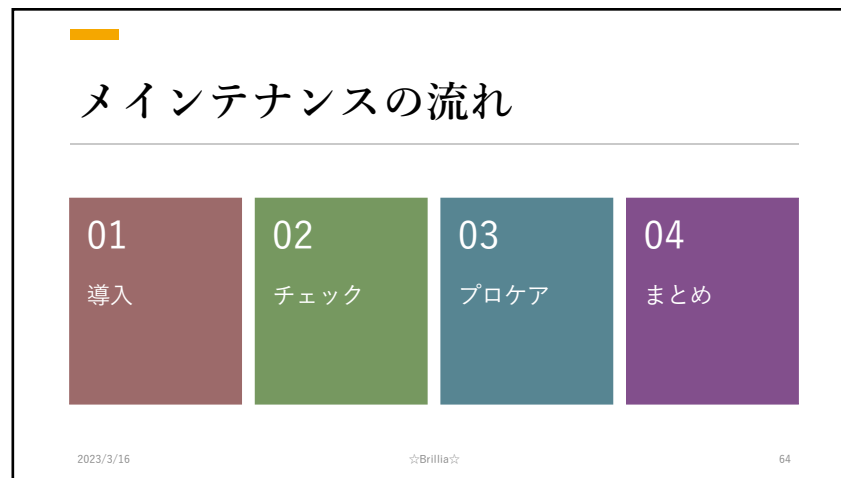 メインテナンスの流れ
01
導入
02
チェック
03
プロケア
04
まとめ
2023/3/16
☆Brillia☆
64